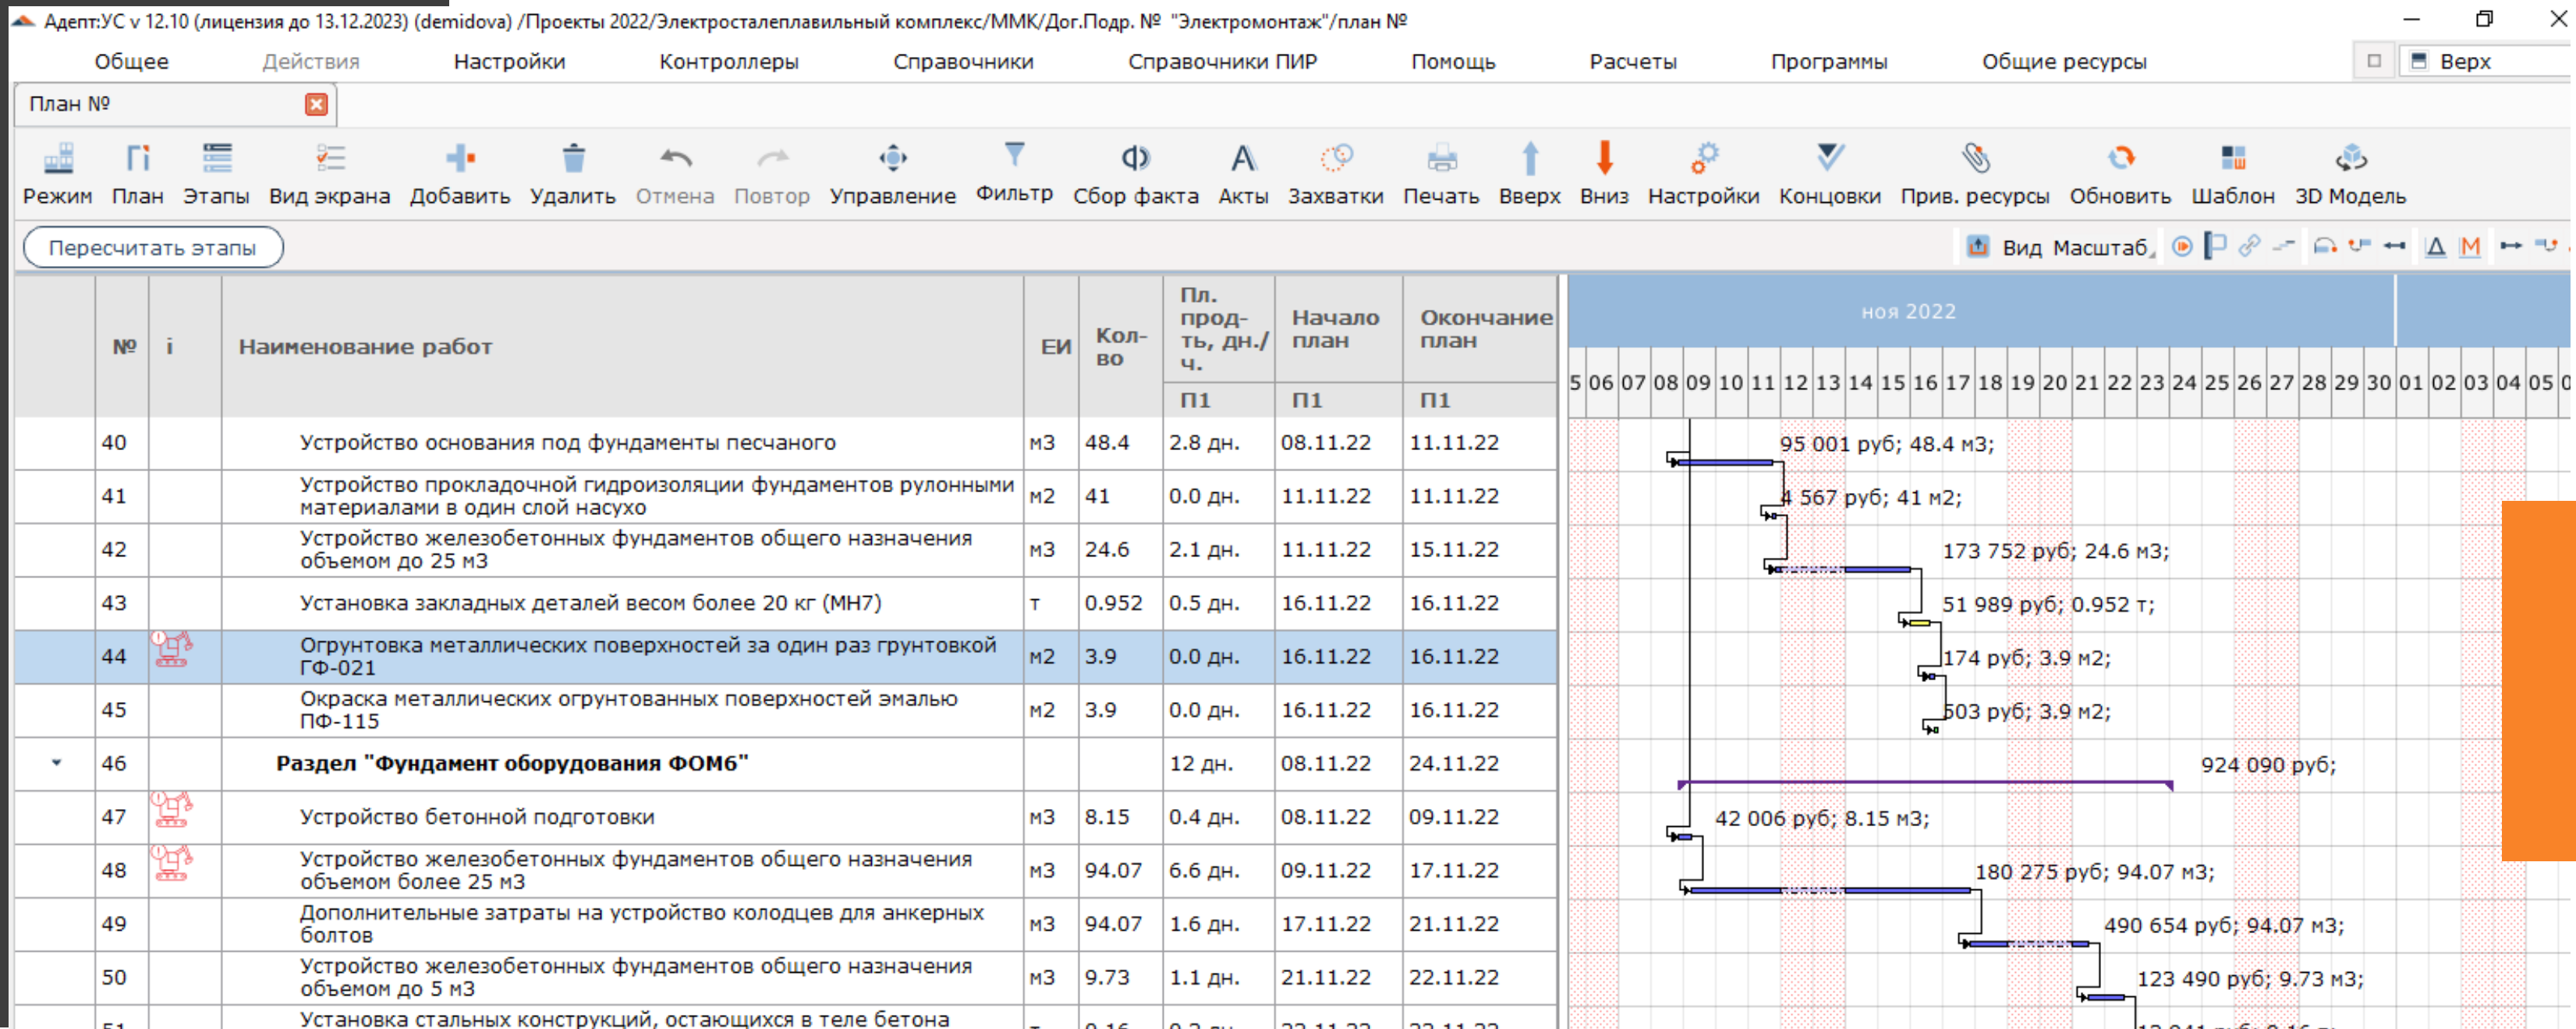 Адепт:УС v 12.10 (лицензия до 13.12.2023) (demidova) /Проекты 2022/Электросталеплавильный комплекс/ММК/Дог.Подр. № "Электромонтаж"/план №
Общее Действия Настройки Контроллеры Справочники Справочники ПИР Помощь Расчеты Программы Общие ресурсы Верх
План №
Режим План Этапы Вид экрана Добавить Удалить Отмена Повтор Управление Фильтр Сбор факта Акты Захватки Печать Вверх Вниз Настройки Концовки Прив. ресурсы Обновить Шаблон 3D Модель
Пересчитать этапы Вид Масштаб
№ i Наименование работ ЕИ Кол-
во
Пл.
прод-
ть, дн./
ч.
Начало
план
Окончание
план
П1 П1 П1
ноя 2022
5 06 07 08 09 10 11 12 13 14 15 16 17 18 19 20 21 22 23 24 25 26 27 28 29 30 01 02 03 04 05
40 Устройство основания под фундаменты песчаного м3 48.4 2.8 дн. 08.11.22 11.11.22 95 001 руб; 48.4 м3;
41 Устройство прокладочной гидроизоляции фундаментов рулонными
материалами в один слой насухо м2 41 0.0 дн. 11.11.22 11.11.22 4 567 руб; 41 м2;
42 Устройство железобетонных фундаментов общего назначения
объемом до 25 м3 м3 24.6 2.1 дн. 11.11.22 15.11.22 173 752 руб; 24.6 м3;
43 Установка закладных деталей весом более 20 кг (МН7) т 0.952 0.5 дн. 16.11.22 16.11.22 51 989 руб; 0.952 т;
44 Огрунтовка металлических поверхностей за один раз грунтовкой
ГФ-021 м2 3.9 0.0 дн. 16.11.22 16.11.22 174 руб; 3.9 м2;
45 Окраска металлических огрунтованных поверхностей эмалью
ПФ-115 м2 3.9 0.0 дн. 16.11.22 16.11.22 503 руб; 3.9 м2;
46 Раздел "Фундамент оборудования ФОМ6" 12 дн. 08.11.22 24.11.22 924 090 руб;
47 Устройство бетонной подготовки м3 8.15 0.4 дн. 08.11.22 09.11.22 42 006 руб; 8.15 м3;
48 Устройство железобетонных фундаментов общего назначения
объемом более 25 м3 м3 94.07 6.6 дн. 09.11.22 17.11.22 180 275 руб; 94.07 м3;
49 Дополнительные затраты на устройство колодцев для анкерных
болтов м3 94.07 1.6 дн. 17.11.22 21.11.22 490 654 руб; 94.07 м3;
50 Устройство железобетонных фундаментов общего назначения
объемом до 5 м3 м3 9.73 1.1 дн. 21.11.22 22.11.22 123 490 руб; 9.73 м3;
Установка стальных конструкций, остающихся в теле бетона